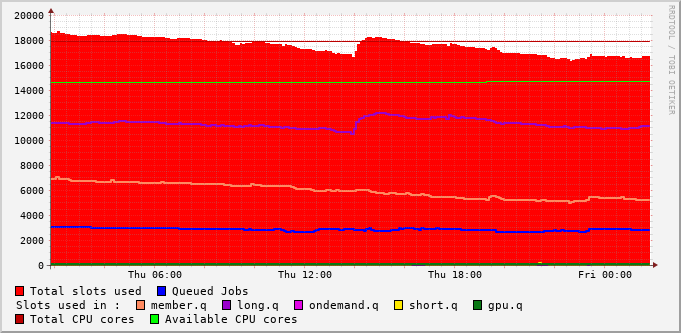 20000
18000
16000
14000
12000
10000
8000
6000
4000
2000
0
Thu 06:00 Thu 12:00 Thu 18:00 Fri 00:00
RRDTOOL / TOBI OETIKER
Total slots used Queued Jobs
Slots used in : member.q long.q ondemand.q short.q gpu.q
Total CPU cores Available CPU cores